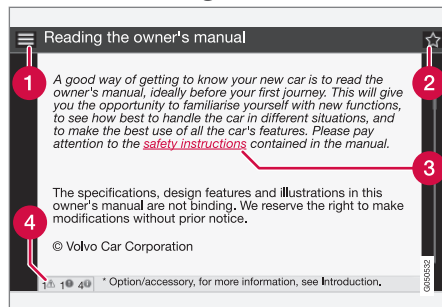 Reading the owner's manual
1
2
A good way of getting to know your new car is to read the
owner's manual, ideally before your first journey. This will give
you the opportunity to familiarise yourself with new functions,
to see how best to handle the car in different situations, and
to make the best use of all the car's features. Please pay
attention to the safety instructions contained in the manual.
3
The specifications, design features and illustrations in this
owner's manual are not binding. We reserve the right to make
modifications without prior notice.
4
© Volvo Car Corporation
1 1 4 * Option/accessory, for more information, see Introduction.
G050532